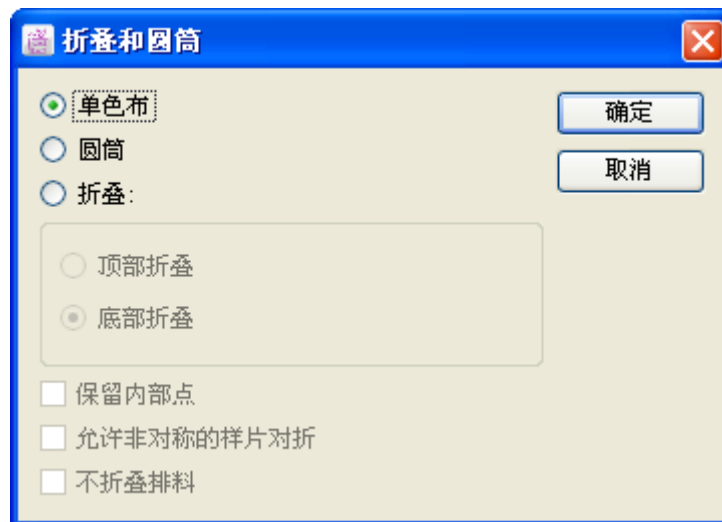 折叠和圆筒
单色布
确定
圆筒
取消
折叠:
顶部折叠
底部折叠
保留内部点
允许非对称的样片对折
不折叠排料